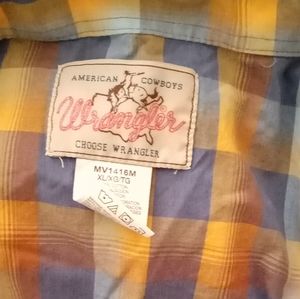 AMERICAN COWBOYS
Wrangler
CHOOSE WRANGLER
MV1416M
XL/XG/TG